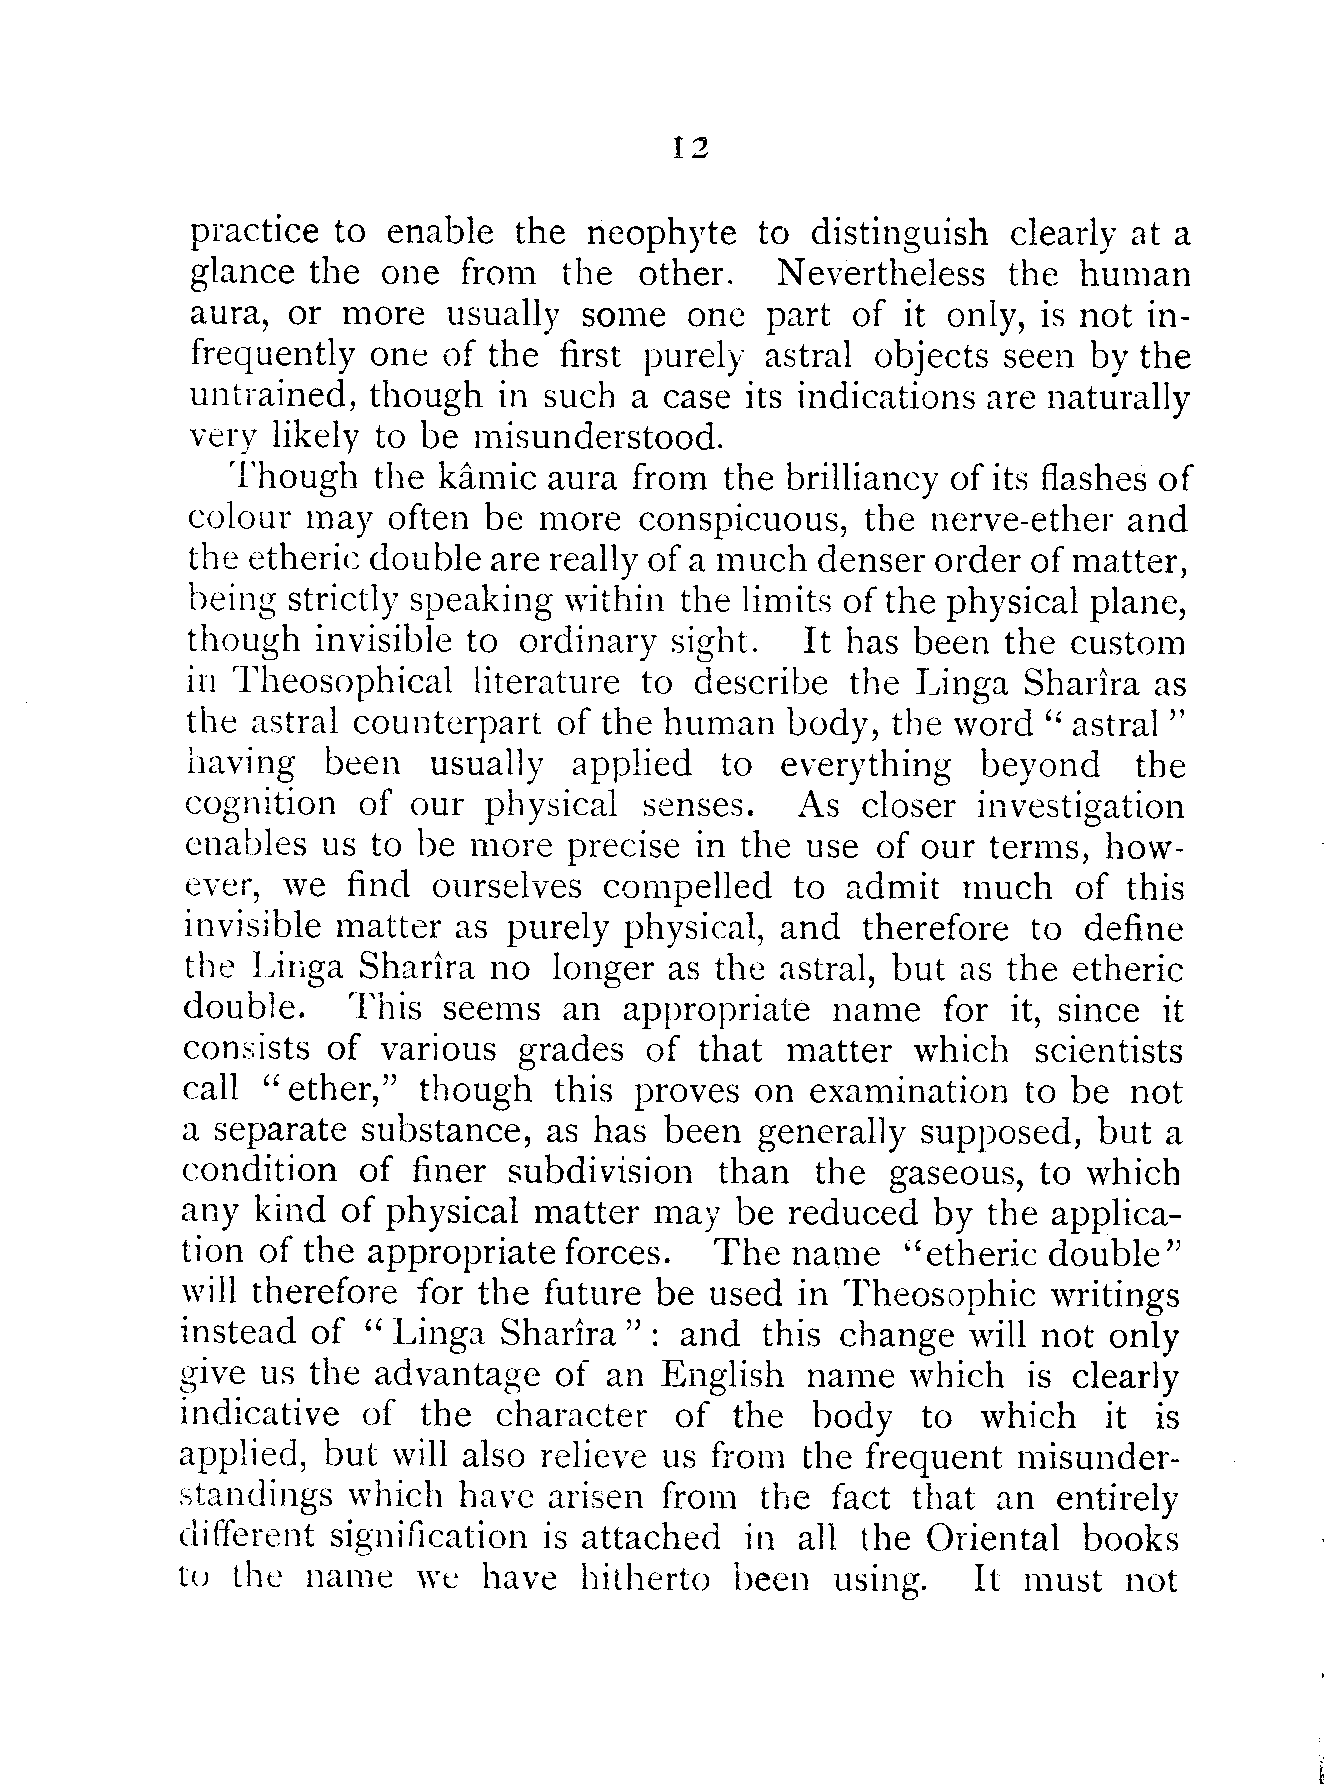 12
practice to enable the neophyte to distinguish clearly at a
glance the one from the other. Nevertheless the human
aura, or more usually some one part of it only, is not in-
frequently one of the first purely astral objects seen by the
untrained, though in such a case its indications are naturally
very likely to be misunderstood.
Though the kâmic aura from the brilliancy of its flashes of
colour may often be more conspicuous, the nerve-ether and
the etheric double are really of a much denser order of matter,
being strictly speaking within the limits of the physical plane,
though invisible to ordinary sight. It has been the custom
in Theosophical literature to describe the Linga Sharîra as
the astral counterpart of the human body, the word “ astral ”
having been usually applied to everything beyond the
cognition of our physical senses. As closer investigation
enables us to be more precise in the use of our terms, how-
ever, we find ourselves compelled to admit much of this
invisible matter as purely physical, and therefore to define
the Linga Sharîra no longer as the astral, but as the etheric
double. This seems an appropriate name for it, since it
consists of various grades of that matter which scientists
call “ ether,” though this proves on examination to be not
a separate substance, as has been generally supposed, but a
condition of finer subdivision than the gaseous, to which
any kind of physical matter may be reduced by the applica-
tion of the appropriate forces. The name “etheric double”
will therefore for the future be used in Theosophic writings
instead of “ Linga Sharîra ” : and this change will not only
give us the advantage of an English name which is clearly
indicative of the character of the body to which it is
applied, but will also relieve us from the frequent misunder-
standings which have arisen from the fact that an entirely
different signification is attached in all the Oriental books
to the name we have hitherto been using. It must not